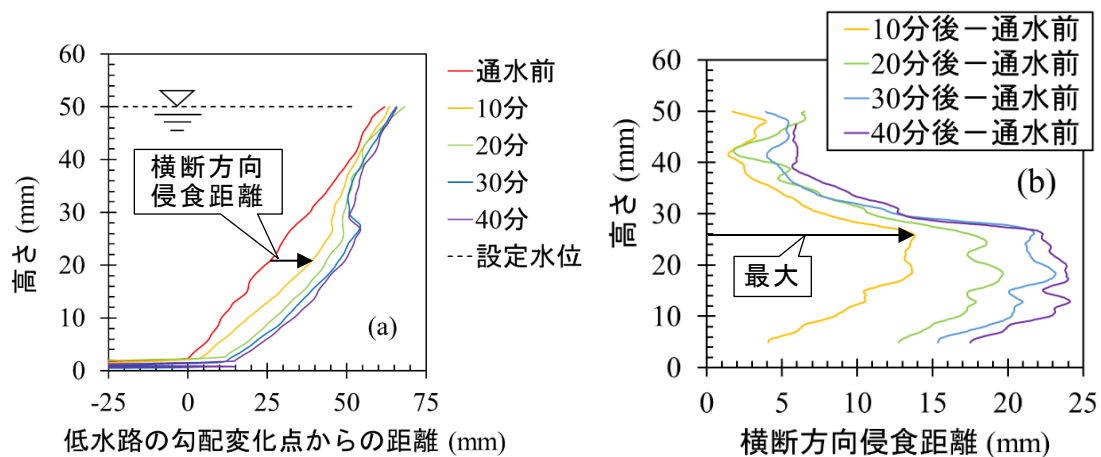 60
50
40
30
20
10
0
高さ (mm)
-25
0
25
50
75
低水路の勾配変化点からの距離 (mm)
横断方向
侵食距離
(a)
通水前
10分
20分
30分
40分
設定水位
10分後－通水前
20分後－通水前
30分後－通水前
40分後－通水前
60
50
40
30
20
10
0
高さ (mm)
(b)
最大
0
5
10
15
20
25
横断方向侵食距離 (mm)